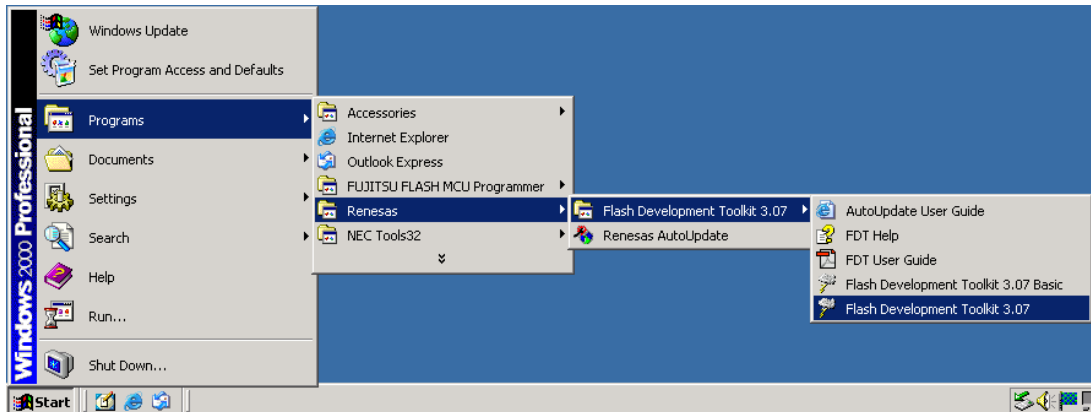 Windows Update
Set Program Access and Defaults
Programs
Documents
Settings
Search
Help
Run...
Shut Down...
Windows 2000 Professional
Accessories
Internet Explorer
Outlook Express
FUJITSU FLASH MCU Programmer
Renesas
NEC Tools32
Flash Development Toolkit 3.07
Renesas AutoUpdate
AutoUpdate User Guide
FDT Help
FDT User Guide
Flash Development Toolkit 3.07 Basic
Flash Development Toolkit 3.07
Start